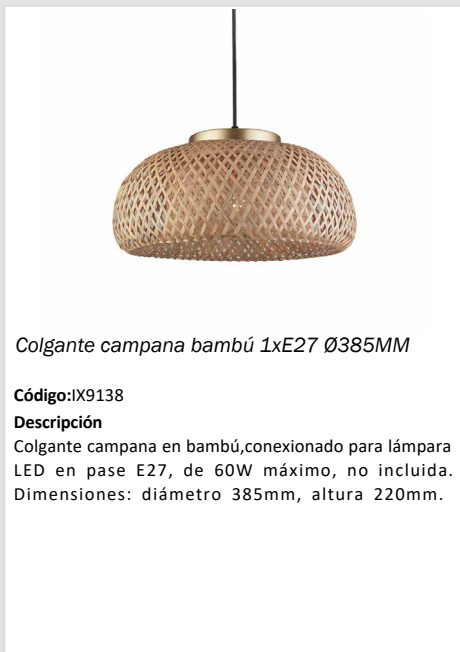 Colgante campana bambú 1xE27 Ø385MM
Código:IX9138
Descripción
Colgante campana en bambú,conexionado para lámpara
LED en pase E27, de 60W máximo, no incluida.
Dimensiones: diámetro 385mm, altura 220mm.